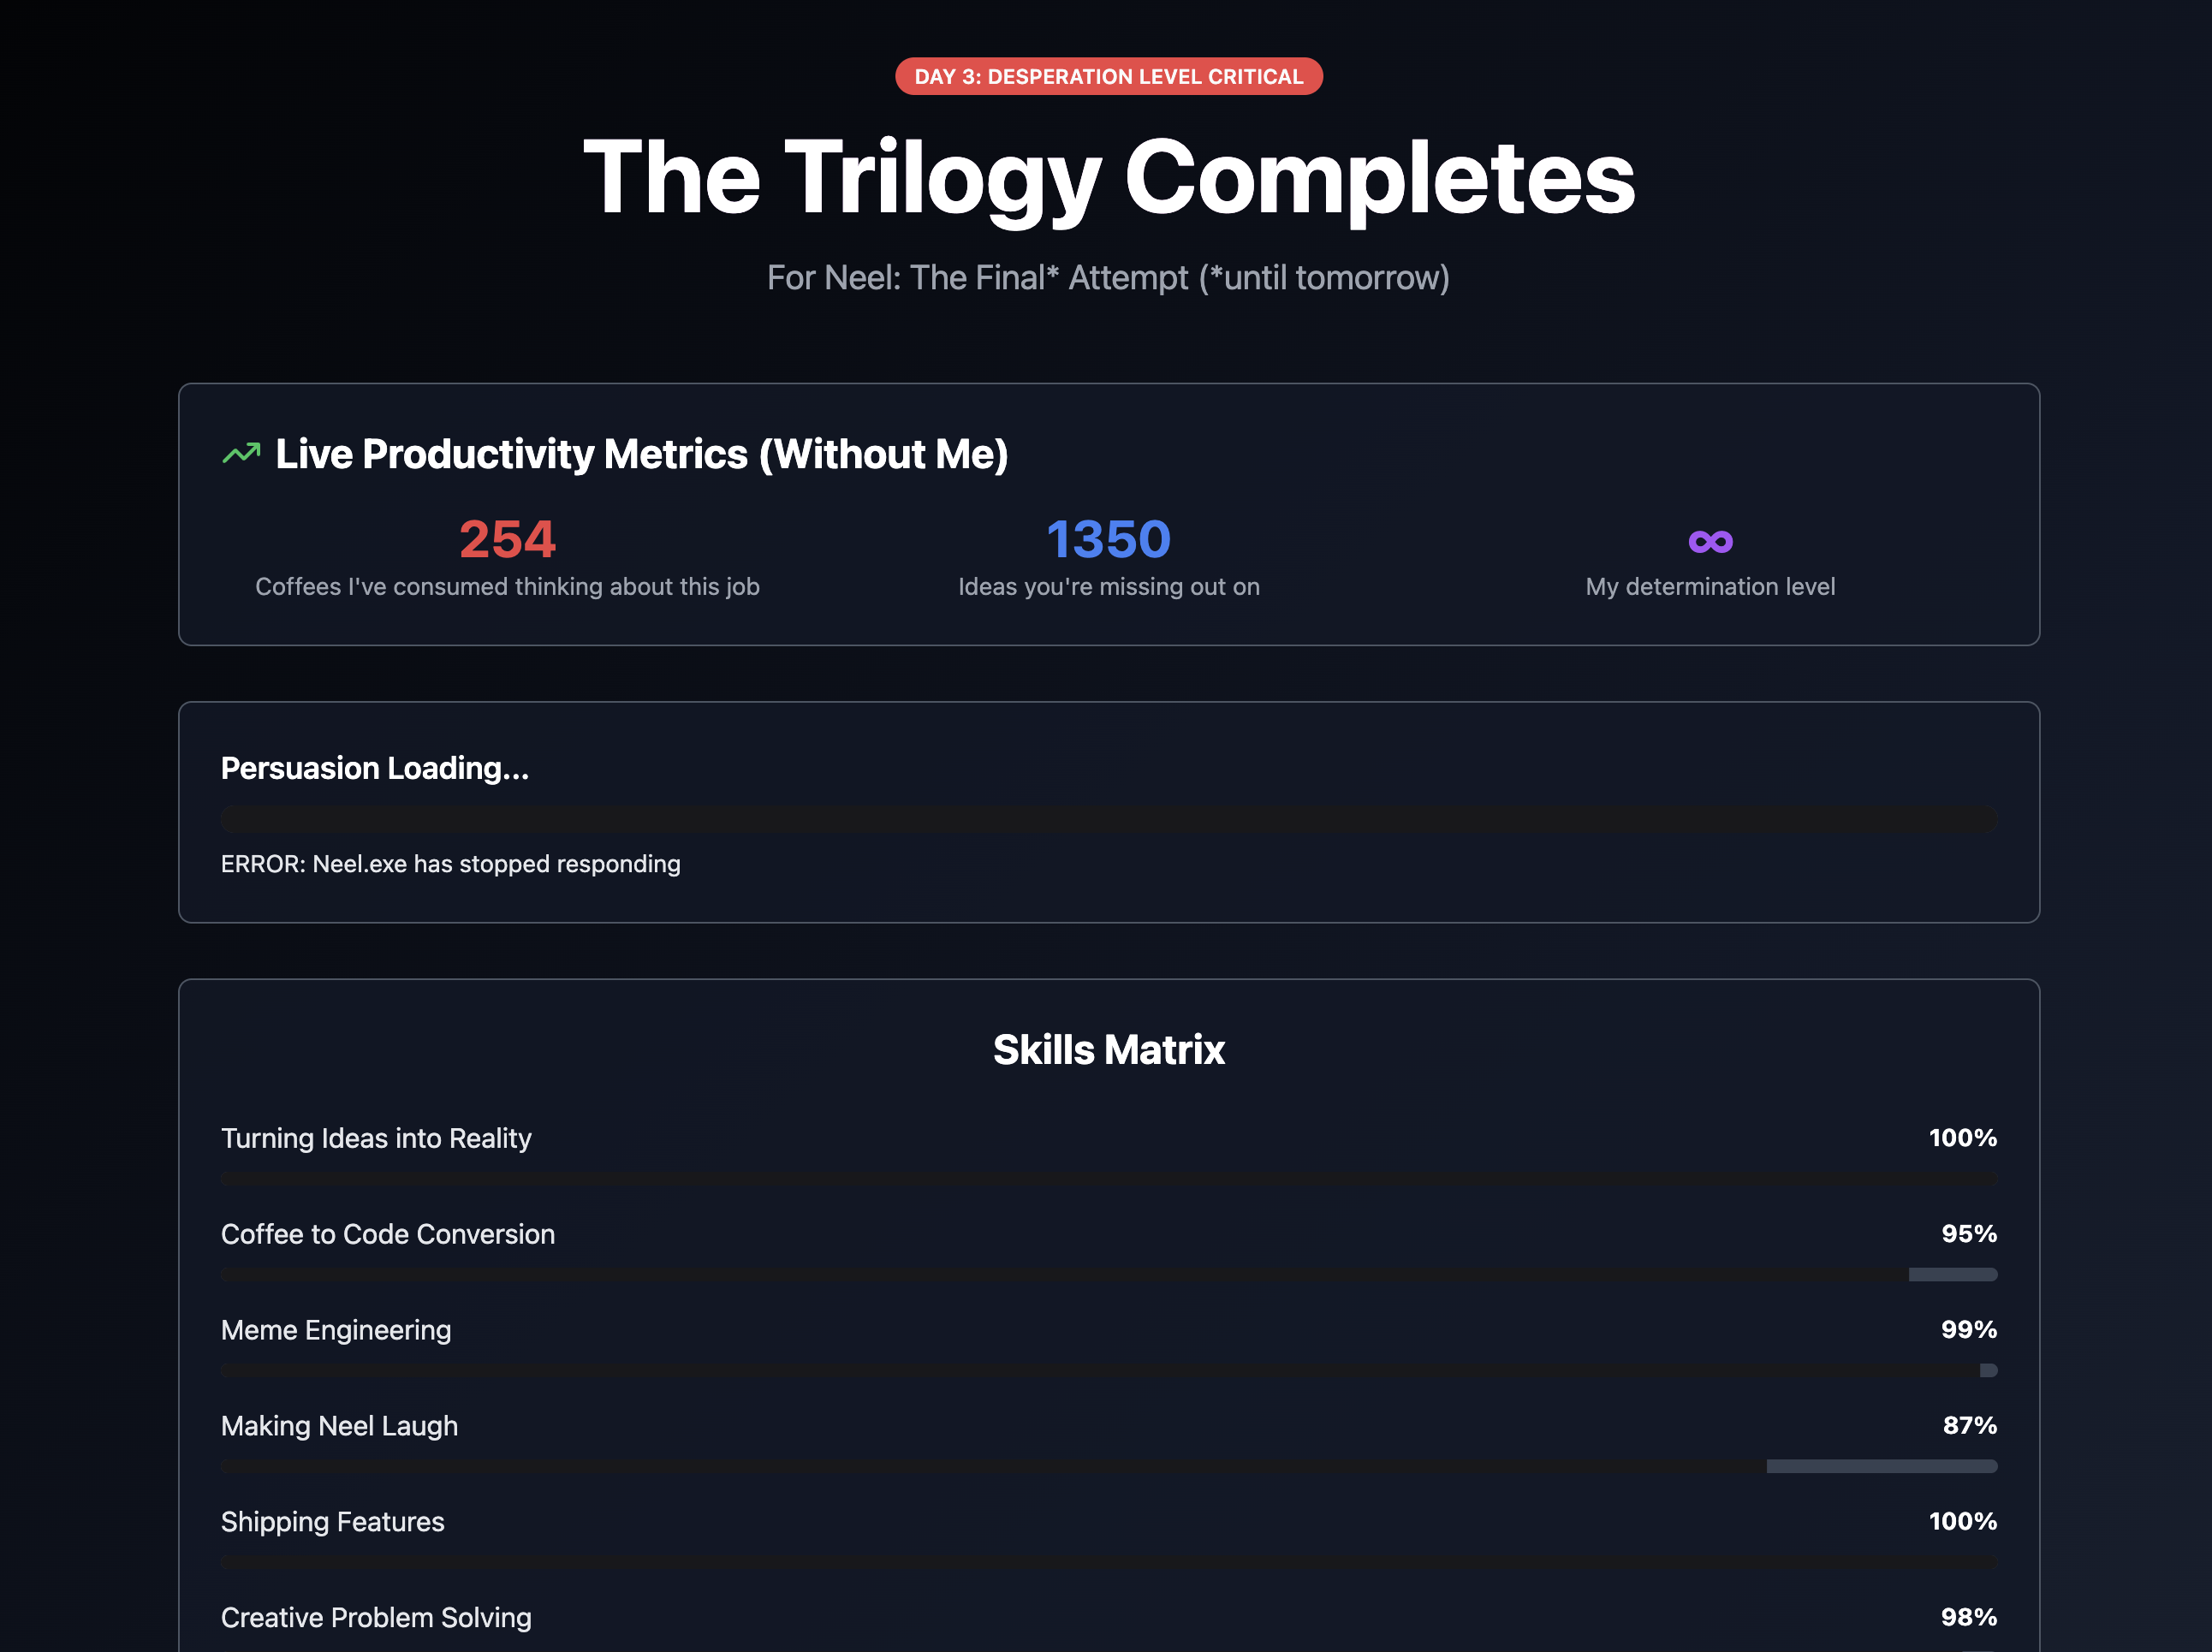 DAY 3: DESPERATION LEVEL CRITICAL
The Trilogy Completes
For Neel: The Final* Attempt (*until tomorrow)
Live Productivity Metrics (Without Me)
254
Coffees I've consumed thinking about this job
1350
Ideas you're missing out on
∞
My determination level
Persuasion Loading...
ERROR: Neel.exe has stopped responding
Skills Matrix
Turning Ideas into Reality 100%
Coffee to Code Conversion 95%
Meme Engineering 99%
Making Neel Laugh 87%
Shipping Features 100%
Creative Problem Solving 98%